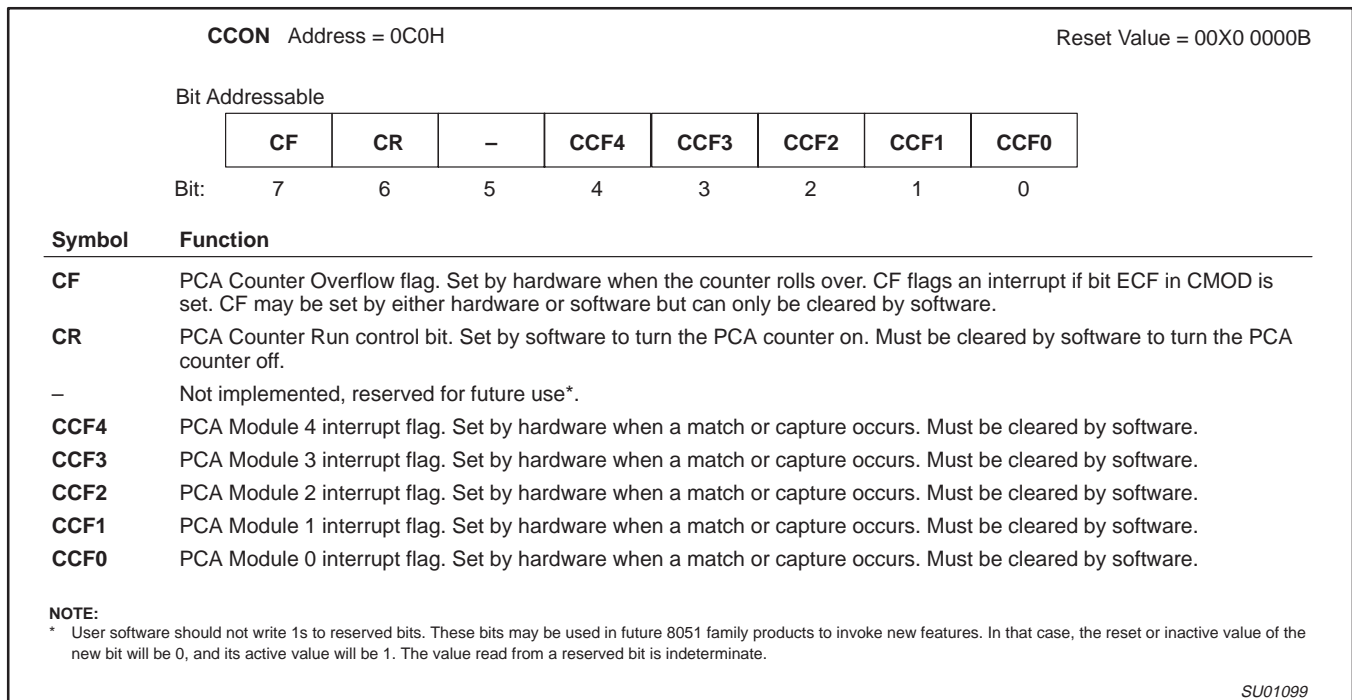 CCON Address = 0C0H Reset Value = 00X0 0000B
Bit Addressable
CF CR – CCF4 CCF3 CCF2 CCF1 CCF0
Bit: 7 6 5 4 3 2 1 0
Symbol Function
CF PCA Counter Overflow flag. Set by hardware when the counter rolls over. CF flags an interrupt if bit ECF in CMOD is
set. CF may be set by either hardware or software but can only be cleared by software.
CR PCA Counter Run control bit. Set by software to turn the PCA counter on. Must be cleared by software to turn the PCA
counter off.
– Not implemented, reserved for future use*.
CCF4 PCA Module 4 interrupt flag. Set by hardware when a match or capture occurs. Must be cleared by software.
CCF3 PCA Module 3 interrupt flag. Set by hardware when a match or capture occurs. Must be cleared by software.
CCF2 PCA Module 2 interrupt flag. Set by hardware when a match or capture occurs. Must be cleared by software.
CCF1 PCA Module 1 interrupt flag. Set by hardware when a match or capture occurs. Must be cleared by software.
CCF0 PCA Module 0 interrupt flag. Set by hardware when a match or capture occurs. Must be cleared by software.
NOTE:
* User software should not write 1s to reserved bits. These bits may be used in future 8051 family products to invoke new features. In that case, the reset or inactive value of the
new bit will be 0, and its active value will be 1. The value read from a reserved bit is indeterminate.
SU01099